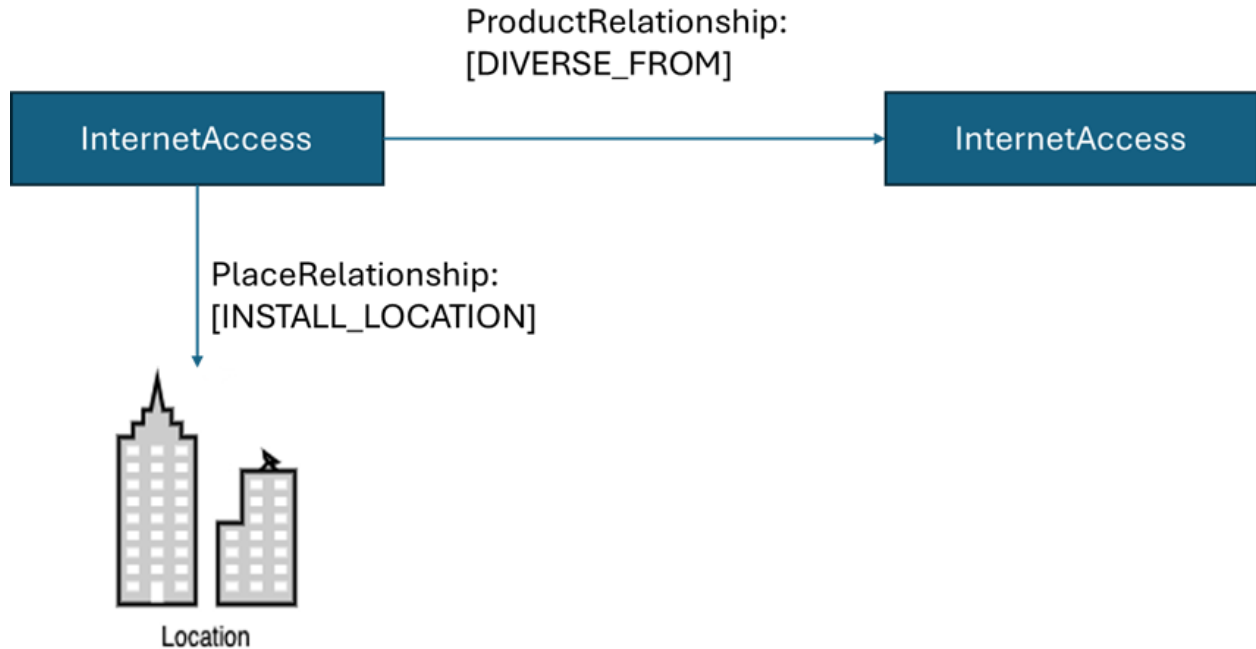 ProductRelationship:
[DIVERSE_FROM]
InternetAccess
InternetAccess
PlaceRelationship:
[INSTALL_LOCATION]
Location